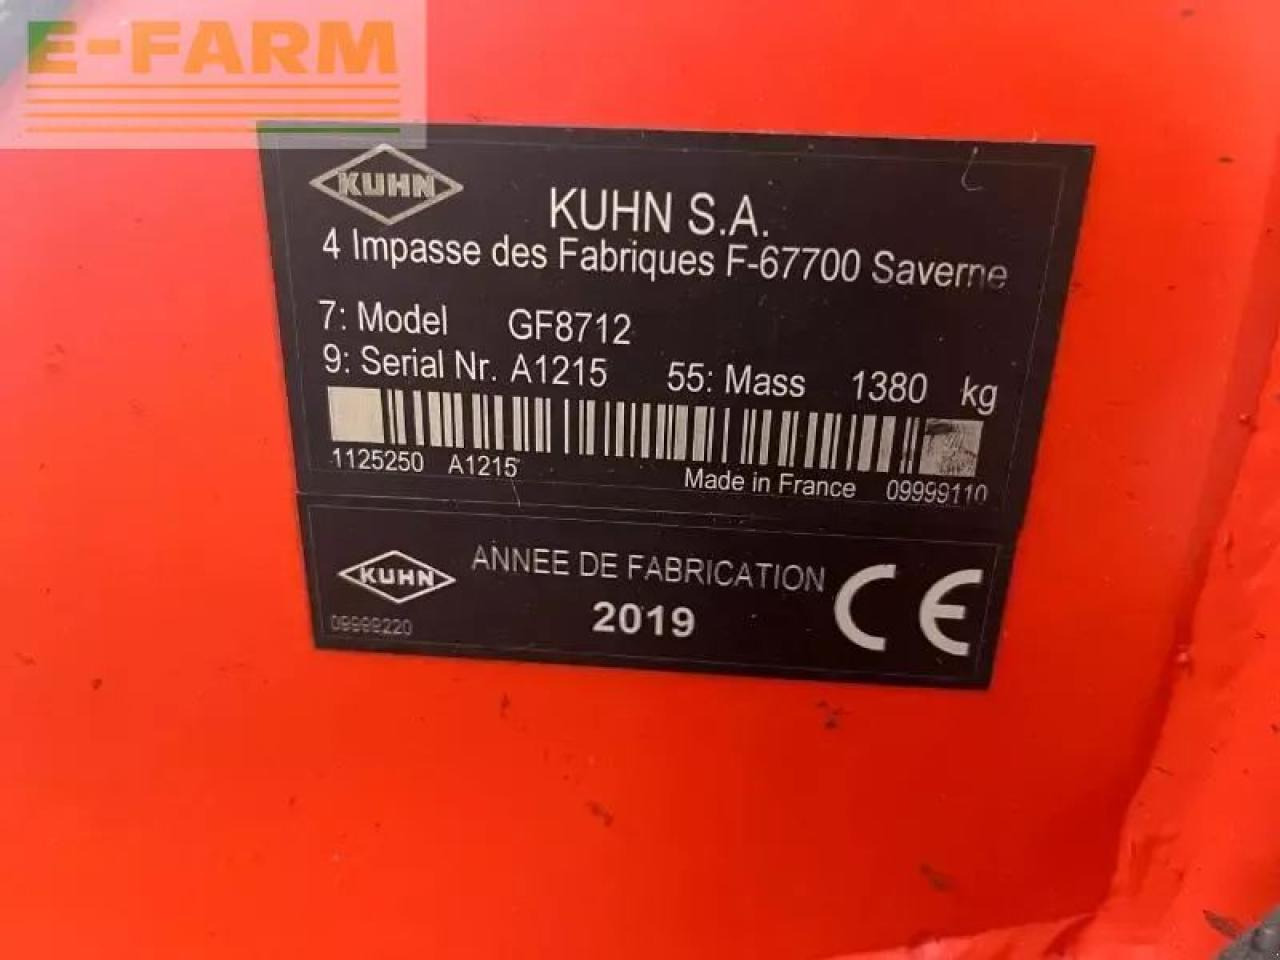 E-FARM
KUHN
KUHN S.A.
4 Impasse des Fabriques F-67700 Saverne
7: Model GF8712
9: Serial Nr. A1215 55: Mass 1380 kg
1125250 A1215 Made in France 09999110
KUHN
ANNEE DE FABRICATION
2019
CE
09999220